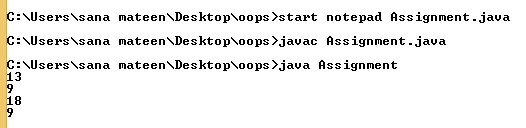 C:\Users\sana mateen\Desktop\oops>start notepad Assignment.java
C:\Users\sana mateen\Desktop\oops>javac Assignment.java
C:\Users\sana mateen\Desktop\oops>java Assignment
13
9
18
9